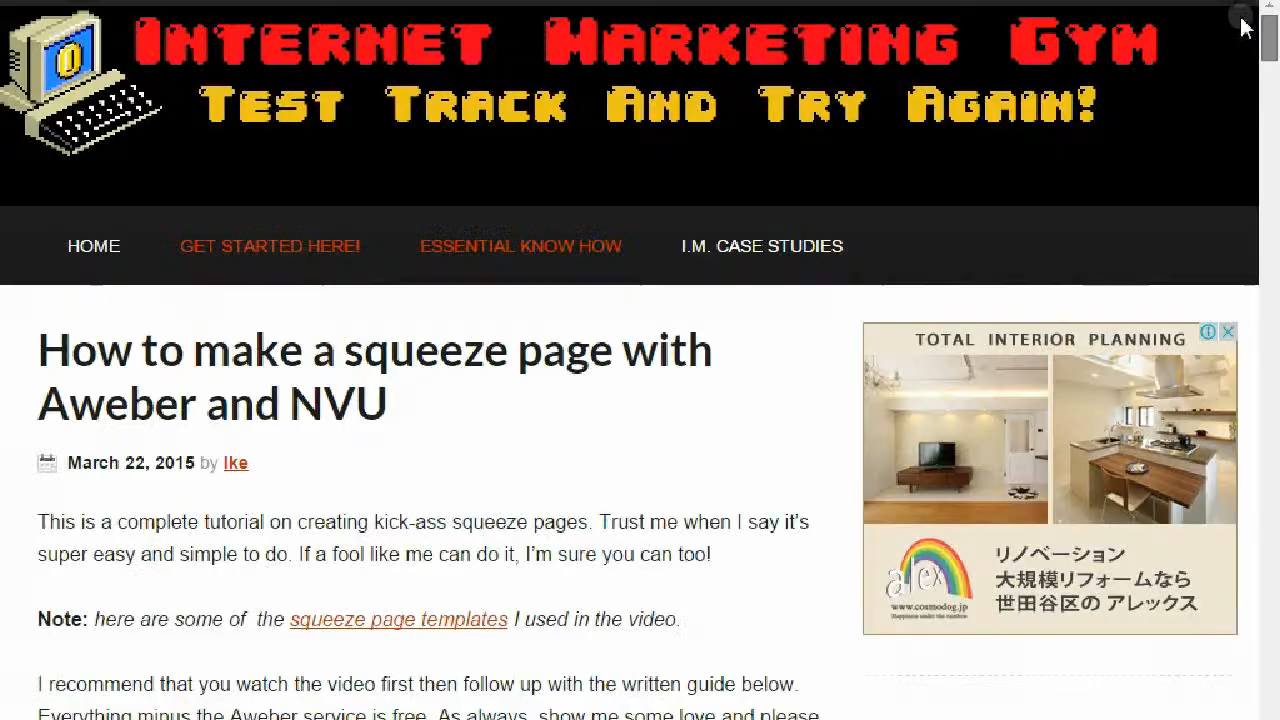 Internet Marketing Gym
Test Track And Try Again!
0
HOME GET STARTED HERE! ESSENTIAL KNOW HOW I.M. CASE STUDIES
How to make a squeeze page with
Aweber and NVU
March 22, 2015 by Ike
This is a complete tutorial on creating kick-ass squeeze pages. Trust me when I say it's
super easy and simple to do. If a fool like me can do it, I'm sure you can too!
Note: here are some of the squeeze page templates I used in the video.
I recommend that you watch the video first then follow up with the written guide below.
Everything minus the Aweber service is free. As always, show me some love and please
TOTAL INTERIOR PLANNING
alex
www.cosmodog.jp
Happiness under the rainbow
リノベーション
大規模リフォームなら
世田谷区の アレックス